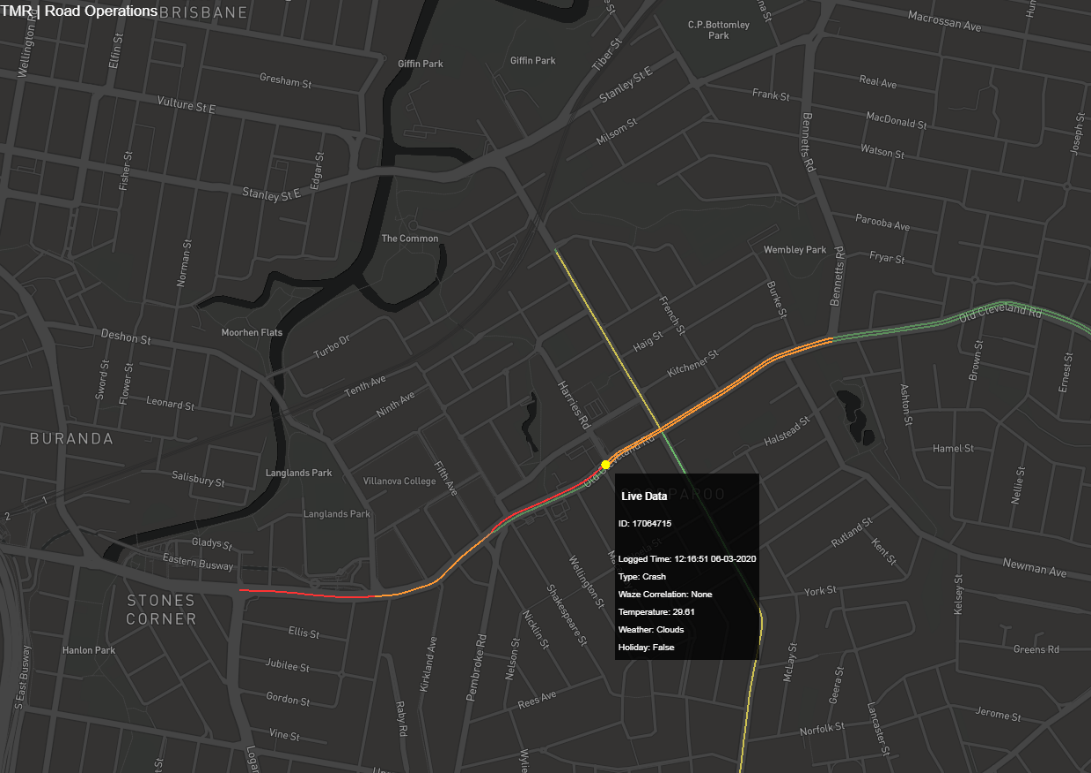 TMR | Road Operations
BRISBANE
Wellington Rd
Elfin St
Gresham St
Giffin Park
Giffin Park
Tiber St
C.P.Bottomley
Park
Macrossan Ave
Vulture St E
Stanley St E
Frank St
Real Ave
Milsom St
Bennetts Rd
MacDonald St
Joseph St
Watson St
Fisher St
Edgar St
Stanley St E
Norman St
The Common
Parooba Ave
Wembley Park
Fryar St
Bennetts Rd
Burke St
French St
Deshon St
Moorhen Flats
Turbo Dr
Haig St
Old Cleveland Rd
Kitchener St
Brown St
Ernest St
Sword St
Flower St
Leonard St
Tenth Ave
Ninth Ave
Harries Rd
Ashton St
BURANDA
Halstead St
Hamel St
Salisbury St
Langlands Park
Villanova College
Fifth Ave
Nellie St
1
2
Langlands Park
Live Data
ID: 17064715
Logged Time: 12:16:51 06-03-2020
Type: Crash
Waze Correlation: None
Temperature: 29.61
Weather: Clouds
Holiday: False
Gladys St
Eastern Busway
Rutland St
Kent St
Newman Ave
Wellington St
Shakespeare St
York St
Kelsey St
STONES
CORNER
Ellis St
Nicklin St
Nelson St
Pembroke Rd
Kirkland Ave
Hanlon Park
Jubilee St
McLay St
Greens Rd
S East Busway
Gordon St
Rees Ave
Geera St
Lancaster St
Jerome St
Raby Rd
Norfolk St
Vine St